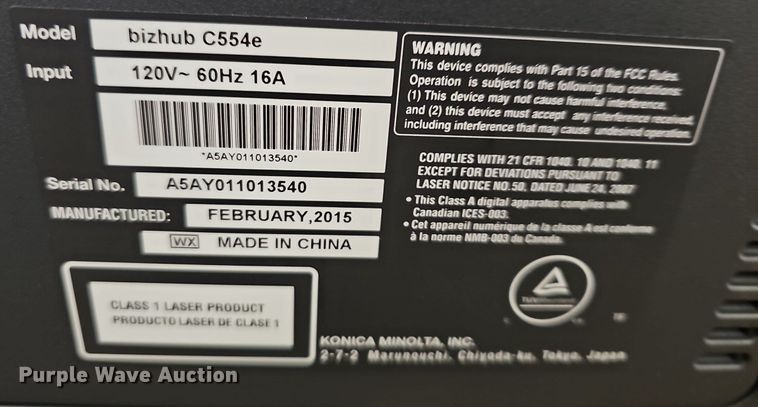 Model bizhub C554e
Input 120V~ 60Hz 16A
*A5AY011013540*
Serial No. A5AY011013540
MANUFACTURED: FEBRUARY,2015
WX MADE IN CHINA
CLASS 1 LASER PRODUCT
PRODUCTO LASER DE CLASE 1
WARNING
This device complies with Part 15 of the FCC Rules.
Operation is subject to the following two conditions:
(1) This device may not cause harmful interference,
and (2) this device must accept any interference received,
including interference that may cause undesired operation.
COMPLIES WITH 21 CFR 1040. 10 AND 1040. 11
EXCEPT FOR DEVIATIONS PURSUANT TO
LASER NOTICE NO.50, DATED JUNE 24, 2007
• This Class A digital apparatus complies with
Canadian ICES-003.
• Cet appareil numérique de la classe A est conforme
à la norme NMB-003 du Canada.
KONICA MINOLTA, INC.
2-7-2 Marunouchi, Chiyoda-ku, Tokyo, Japan
Purple Wave Auction